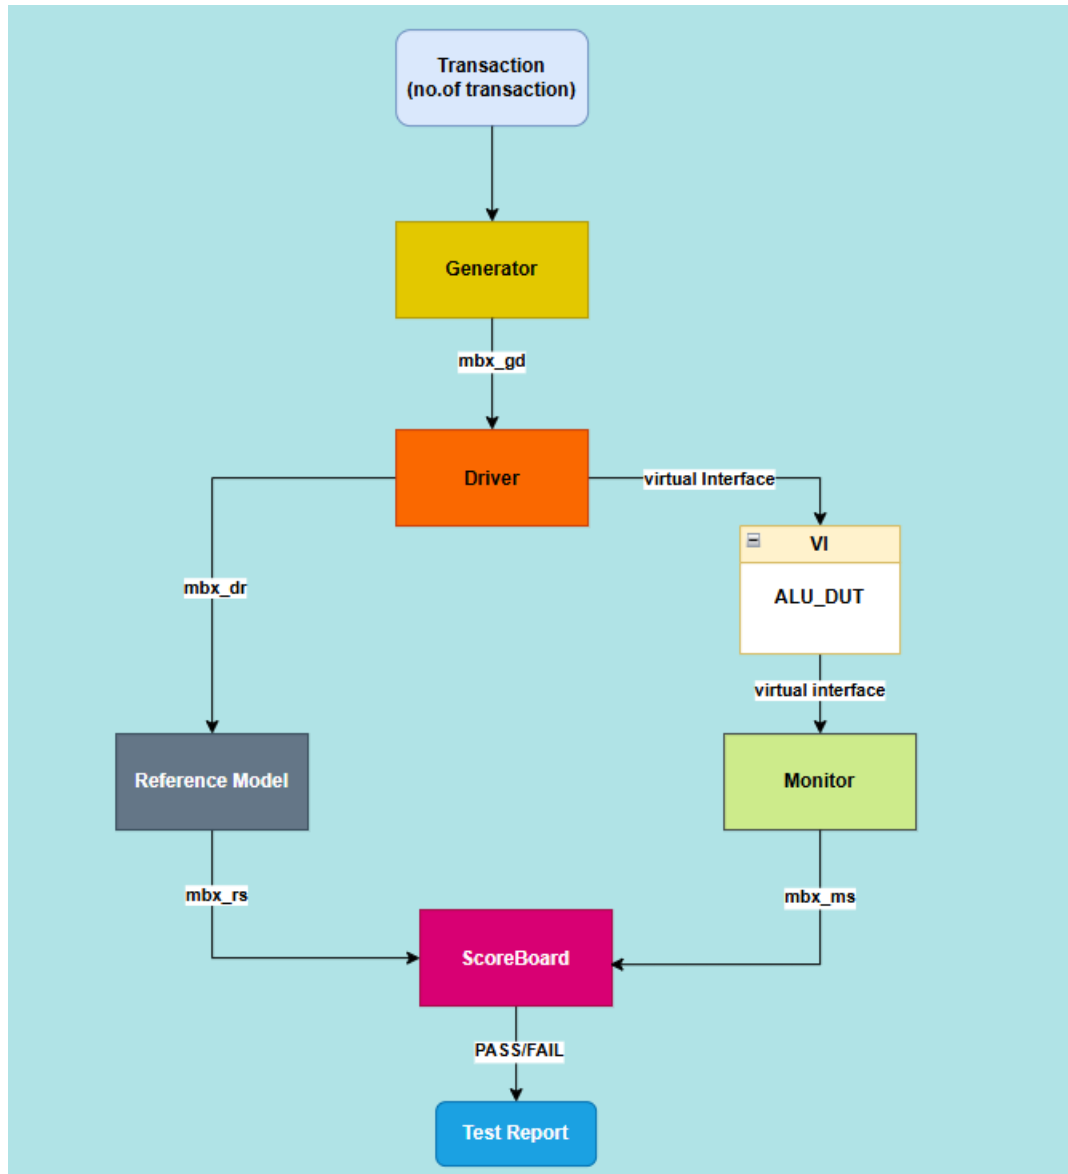 Transaction
(no.of transaction)
Generator
mbx_gd
Driver
virtual Interface
VI
ALU_DUT
mbx_dr
virtual interface
Reference Model
Monitor
mbx_rs
mbx_ms
ScoreBoard
PASS/FAIL
Test Report